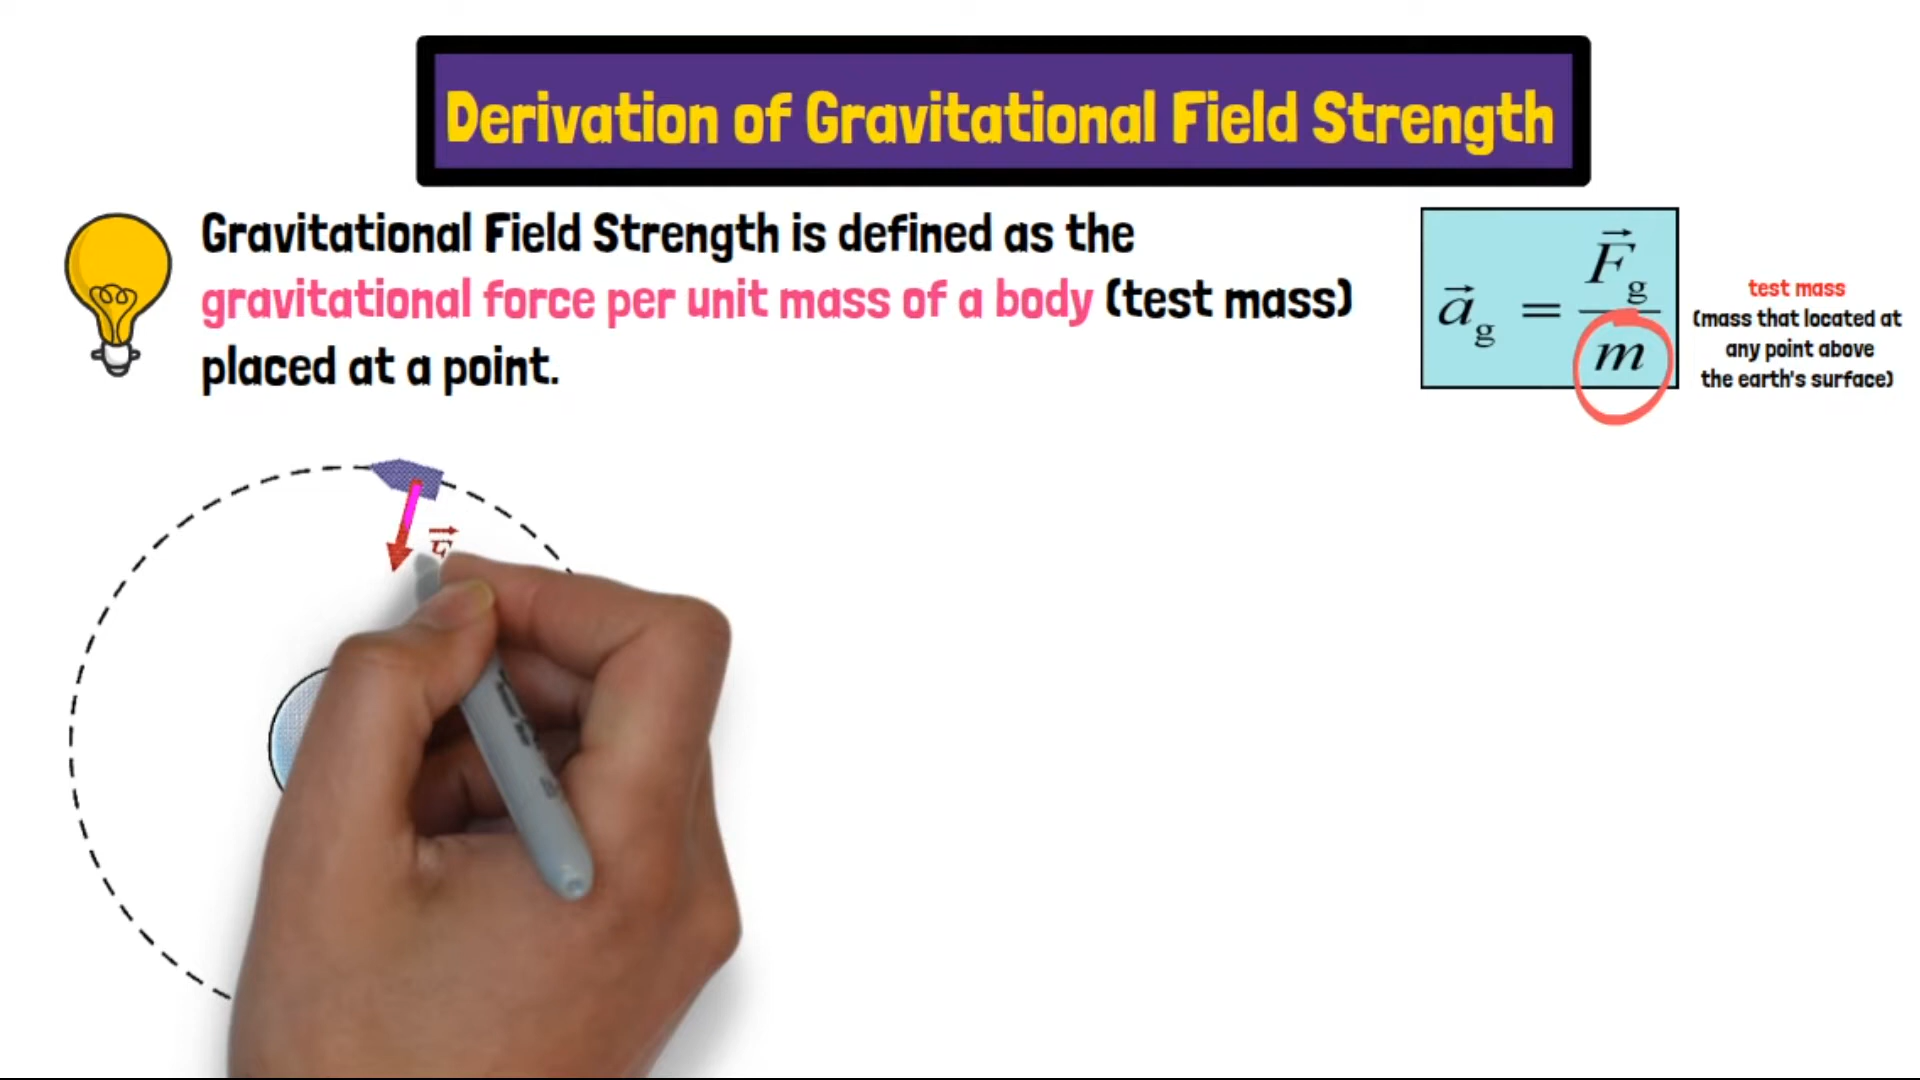 Derivation of Gravitational Field Strength
Gravitational Field Strength is defined as the
gravitational force per unit mass of a body (test mass)
placed at a point.
a⃗g = F⃗g / m
test mass
(mass that located at
any point above
the earth's surface)